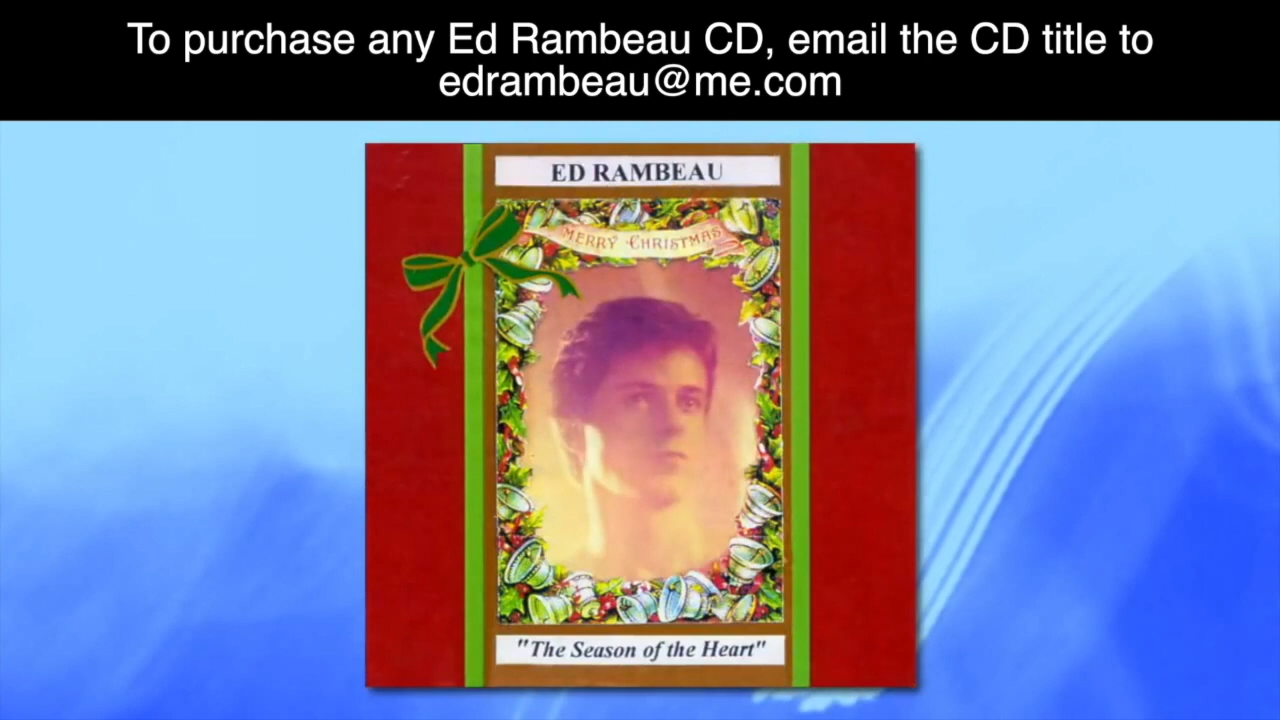 To purchase any Ed Rambeau CD, email the CD title to
edrambeau@me.com
ED RAMBEAU
MERRY CHRISTMAS
"The Season of the Heart"